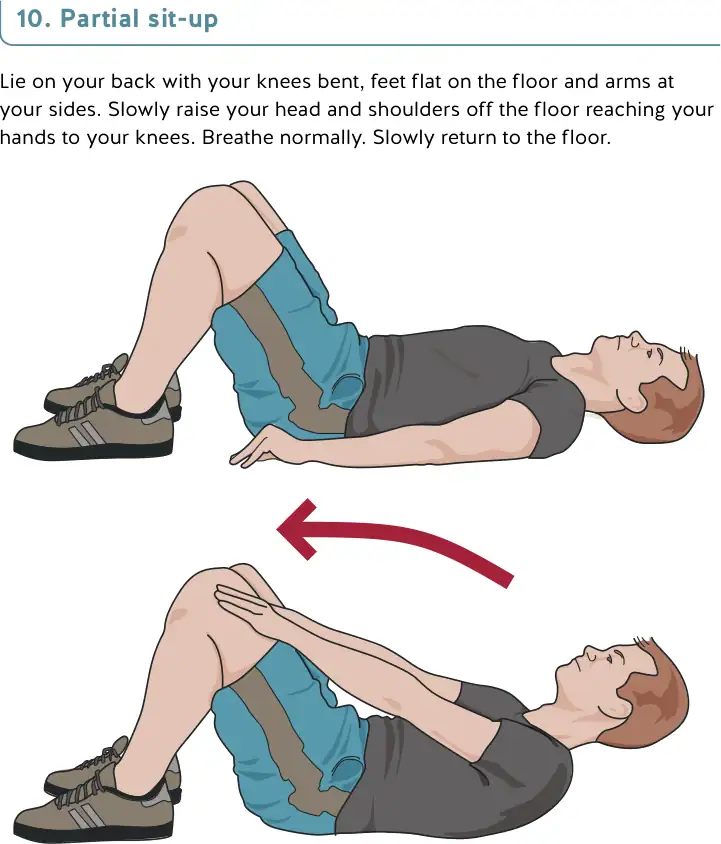 10. Partial sit-up
Lie on your back with your knees bent, feet flat on the floor and arms at
your sides. Slowly raise your head and shoulders off the floor reaching your
hands to your knees. Breathe normally. Slowly return to the floor.